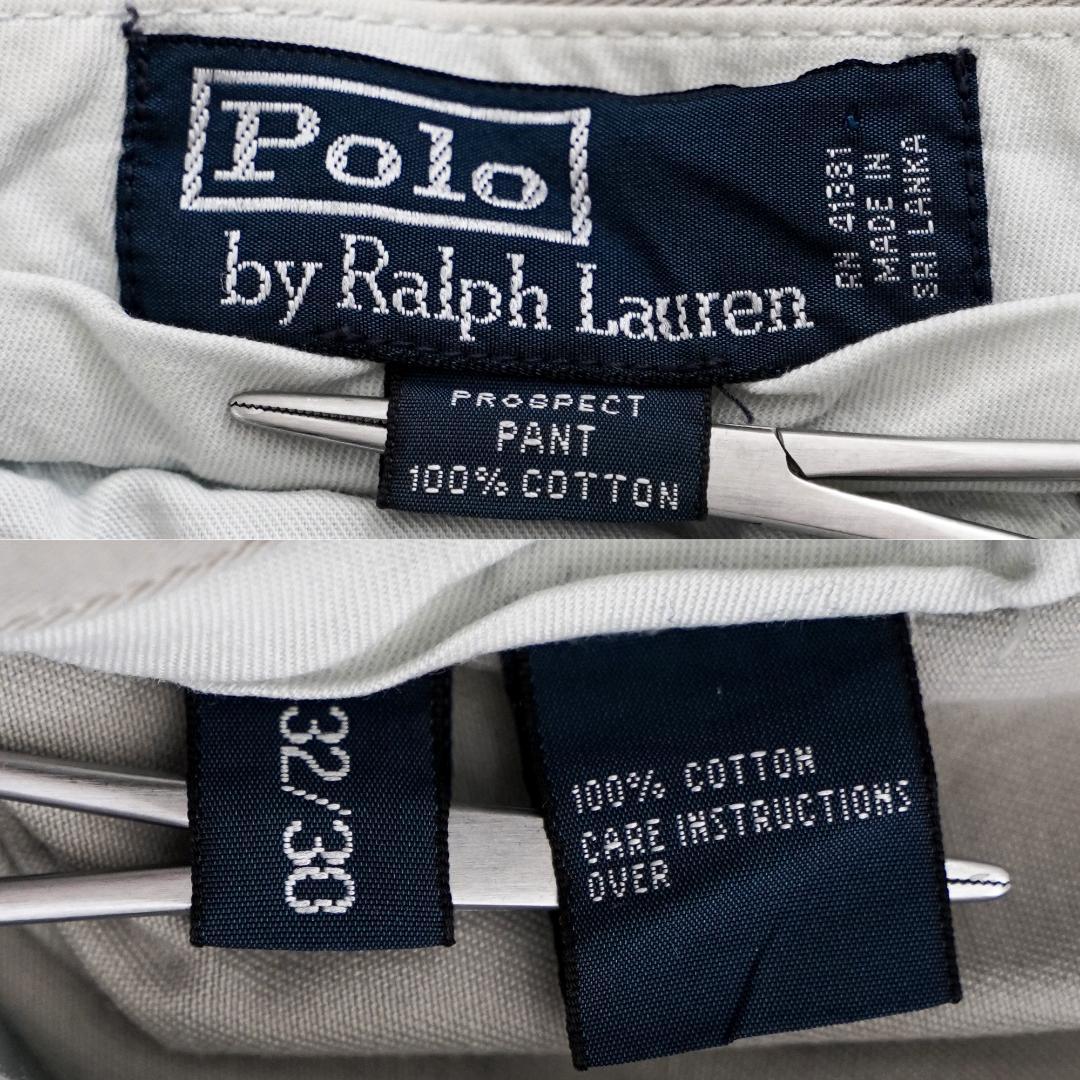 Polo
by Ralph Lauren
RN 41381
MADE IN
SRI LANKA
PROSPECT
PANT
100% COTTON
32/30
100% COTTON
CARE INSTRUCTIONS
OVER